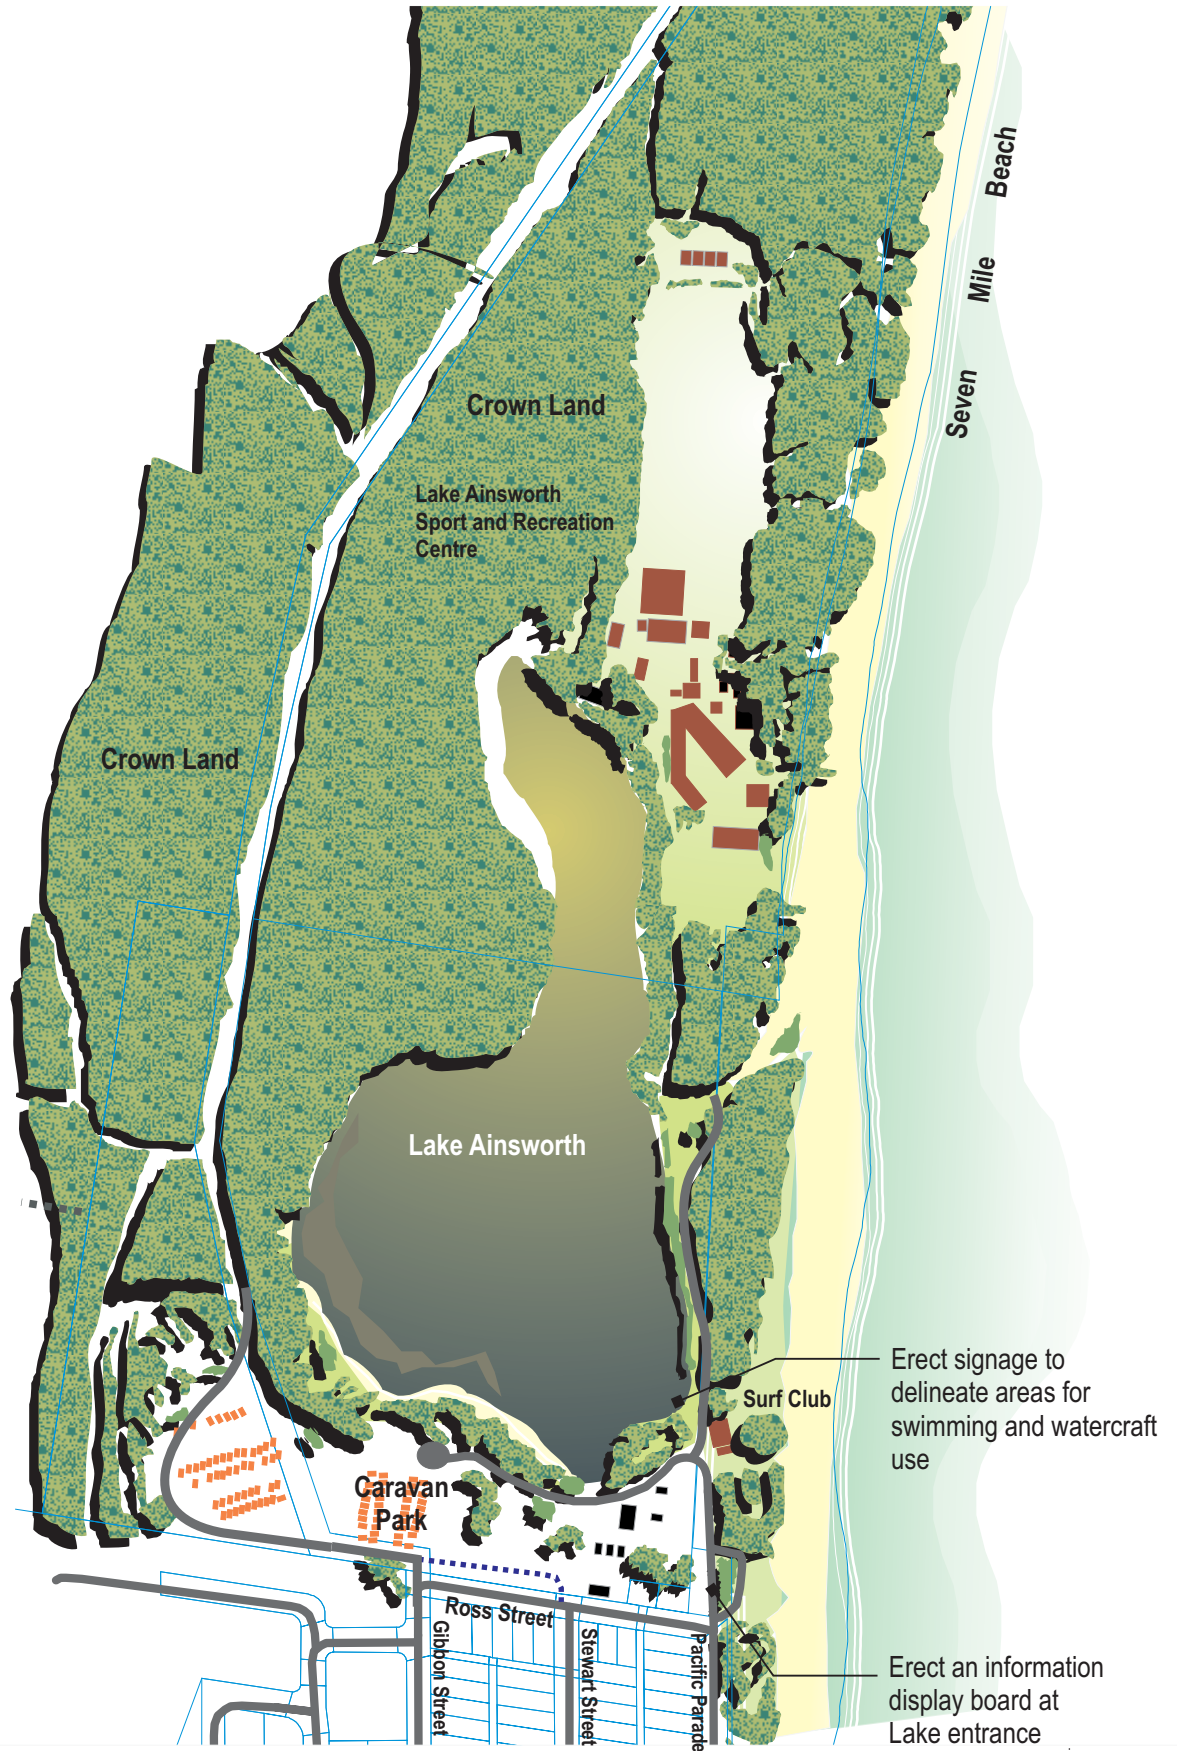 Beach
Mile
Seven
Crown Land
Lake Ainsworth
Sport and Recreation
Centre
Crown Land
Lake Ainsworth
Erect signage to
delineate areas for
swimming and watercraft
use
Surf Club
Caravan
Park
Ross Street
Gibbon Street
Stewart Street
Pacific Parade
Erect an information
display board at
Lake entrance